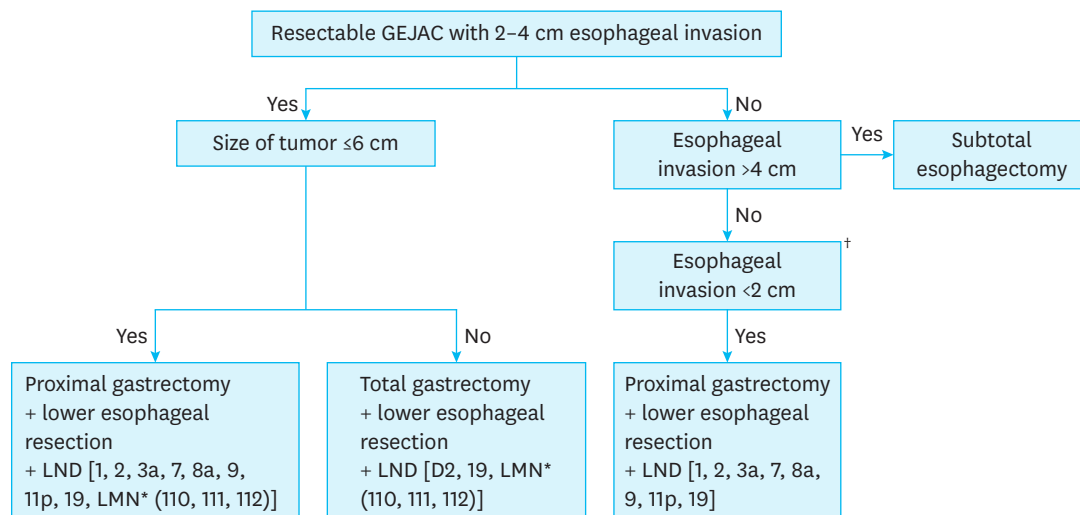 Resectable GEJAC with 2–4 cm esophageal invasion
Yes
No
Size of tumor ≤6 cm
Esophageal
invasion >4 cm
Yes
Subtotal
esophagectomy
No
†
Esophageal
invasion <2 cm
Yes
No
Yes
Proximal gastrectomy
+ lower esophageal
resection
+ LND [1, 2, 3a, 7, 8a, 9,
11p, 19, LMN* (110, 111, 112)]
Total gastrectomy
+ lower esophageal
resection
+ LND [D2, 19, LMN*
(110, 111, 112)]
Proximal gastrectomy
+ lower esophageal
resection
+ LND [1, 2, 3a, 7, 8a,
9, 11p, 19]